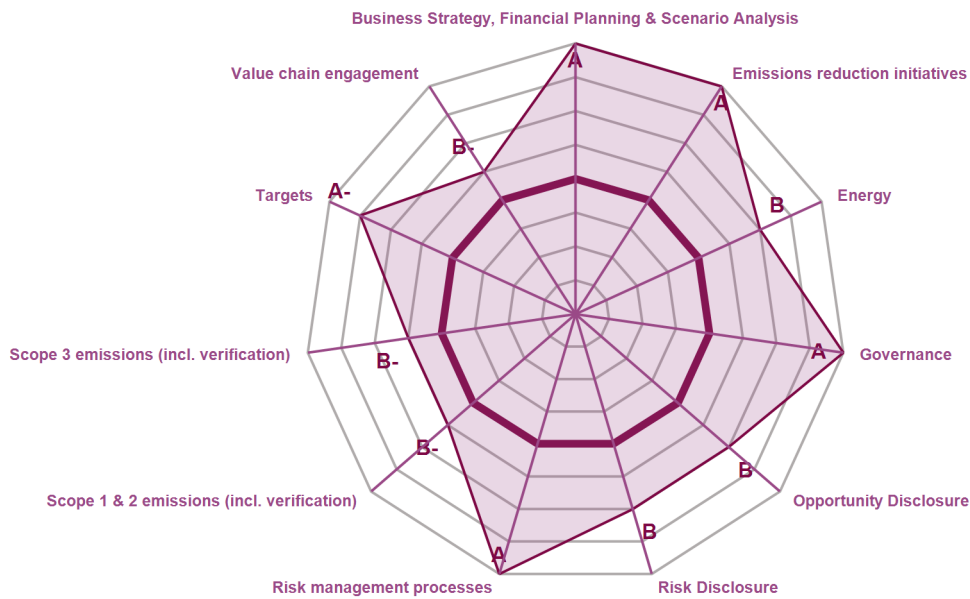 Business Strategy, Financial Planning & Scenario Analysis
A
Value chain engagement
Emissions reduction initiatives
A
B-
Targets
A-
Energy
B
Scope 3 emissions (incl. verification)
B-
Governance
A
Scope 1 & 2 emissions (incl. verification)
B-
Opportunity Disclosure
B
Risk management processes
A
Risk Disclosure
B